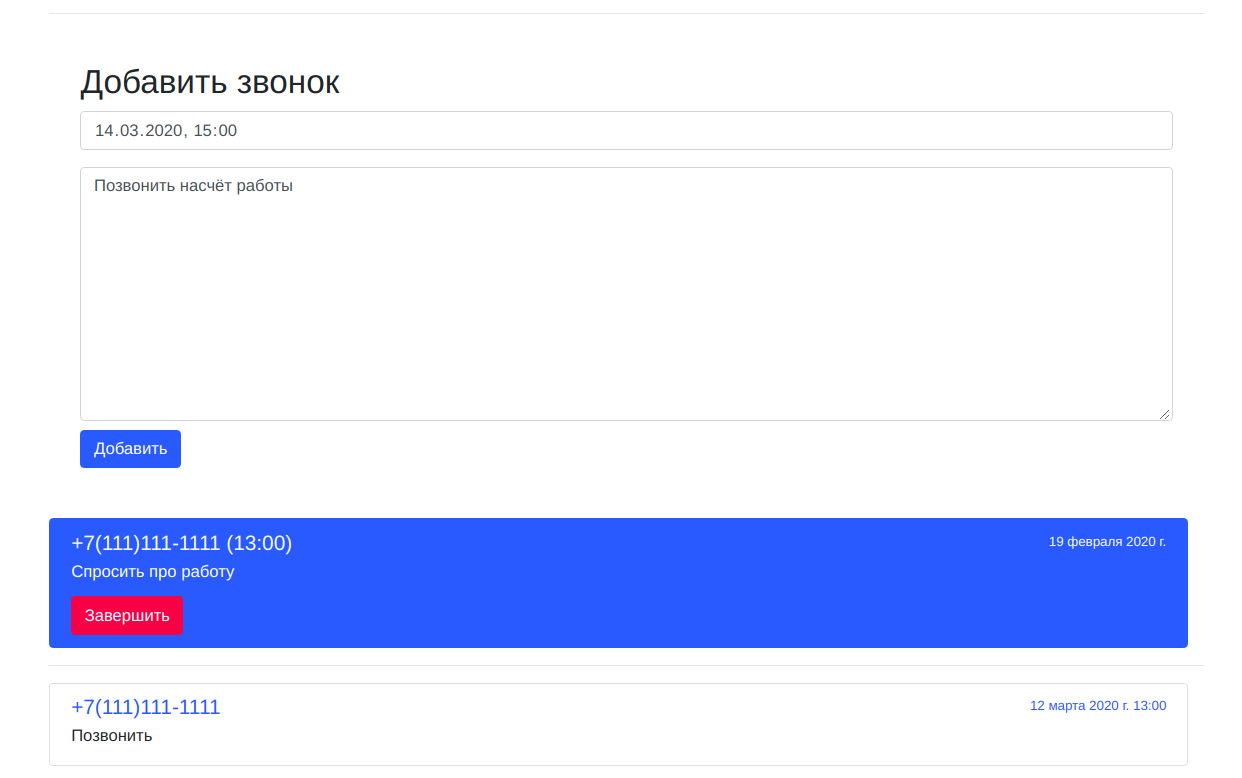 Добавить звонок
14.03.2020, 15:00
Позвонить насчёт работы
Добавить
+7(111)111-1111 (13:00)
19 февраля 2020 г.
Спросить про работу
Завершить
+7(111)111-1111
12 марта 2020 г. 13:00
Позвонить